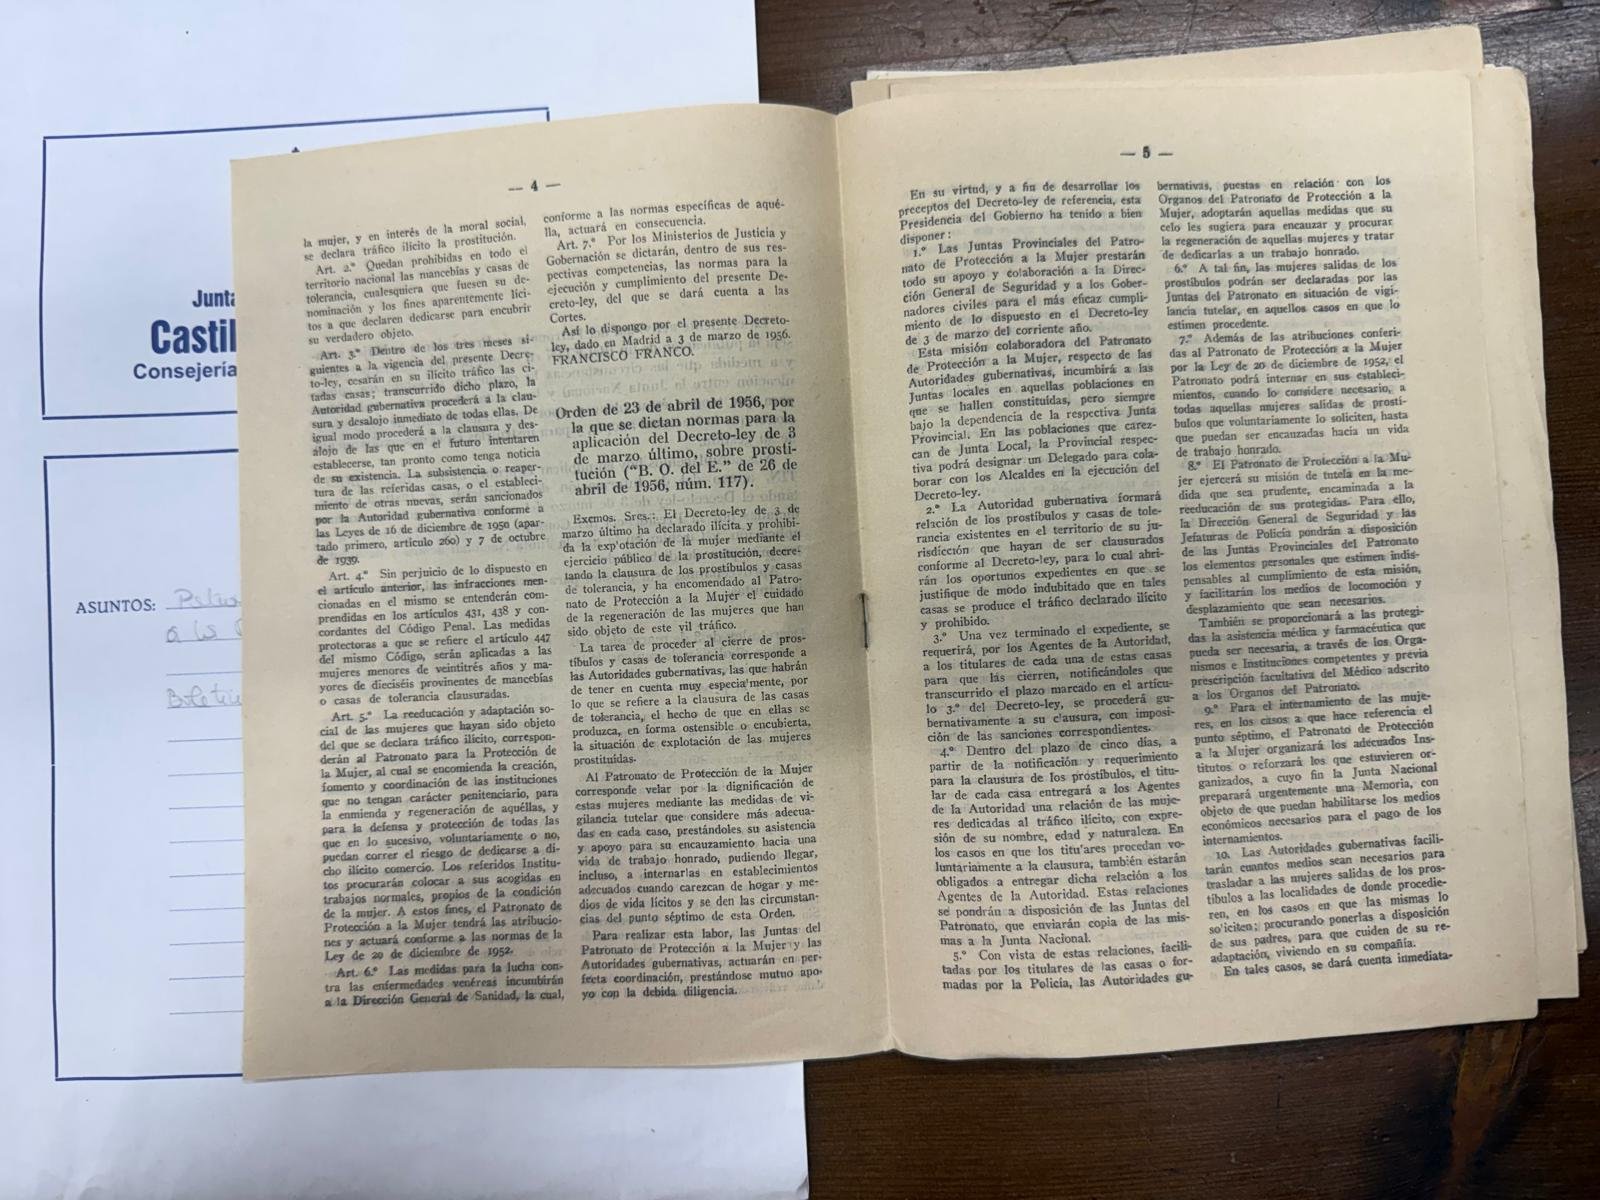 Junta
Castil
Consejería
ASUNTOS:
— 4 —
la mujer, y en interés de la moral social,
se declara tráfico ilícito la prostitución.
Art. 2.º Quedan prohibidas en todo el
territorio nacional las mancebías y casas de
tolerancia, cualesquiera que fuesen su de-
nominación y los fines aparentemente líci-
tos a que declaren dedicarse para encubrir
su verdadero objeto.
Art. 3.º Dentro de los tres meses si-
guientes a la vigencia del presente Decre-
to-ley, cesarán en su ilícito tráfico las ci-
tadas casas; transcurrido dicho plazo, la
Autoridad gubernativa procederá a la clau-
sura y desalojo inmediato de todas ellas. De
igual modo procederá a la clausura y des-
alojo de las que en el futuro intentaren
establecerse, tan pronto como tenga noticia
de su existencia. La subsistencia o reaper-
tura de las referidas casas, o el estableci-
miento de otras nuevas, serán sancionados
por la Autoridad gubernativa conforme a
las Leyes de 16 de diciembre de 1950 (apar-
tado primero, artículo 260) y 7 de octubre
de 1939.
Art. 4.º Sin perjuicio de lo dispuesto en
el artículo anterior, las infracciones men-
cionadas en el mismo se entenderán com-
prendidas en los artículos 431, 438 y con-
cordantes del Código Penal. Las medidas
protectoras a que se refiere el artículo 447
del mismo Código, serán aplicadas a las
mujeres menores de veintitrés años y ma-
yores de dieciséis provinentes de mancebías
o casas de tolerancia clausuradas.
Art. 5.º La reeducación y adaptación so-
cial de las mujeres que hayan sido objeto
del que se declara tráfico ilícito, correspon-
derán al Patronato para la Protección de
la Mujer, al cual se encomienda la creación,
fomento y coordinación de las instituciones
que no tengan carácter penitenciario, para
la enmienda y regeneración de aquéllas, y
para la defensa y protección de todas las
que en lo sucesivo, voluntariamente o no,
puedan correr el riesgo de dedicarse a di-
cho ilícito comercio. Los referidos Institu-
tos procurarán colocar a sus acogidas en
trabajos normales, propios de la condición
de la mujer. A estos fines, el Patronato de
Protección a la Mujer tendrá las atribucio-
nes y actuará conforme a las normas de la
Ley de 20 de diciembre de 1952.
Art. 6.º Las medidas para la lucha con-
tra las enfermedades venéreas incumbirán
a la Dirección General de Sanidad, la cual,
conforme a las normas específicas de aqué-
lla, actuará en consecuencia.
Art. 7.º Por los Ministerios de Justicia y
Gobernación se dictarán, dentro de sus res-
pectivas competencias, las normas para la
ejecución y cumplimiento del presente De-
creto-ley, del que se dará cuenta a las
Cortes.
Así lo dispongo por el presente Decreto-
ley, dado en Madrid a 3 de marzo de 1956.
FRANCISCO FRANCO.
Orden de 23 de abril de 1956, por
la que se dictan normas para la
aplicación del Decreto-ley de 3
de marzo último, sobre prosti-
tución ("B. O. del E." de 26 de
abril de 1956, núm. 117).
Excmos. Sres.: El Decreto-ley de 3 de
marzo último ha declarado ilícita y prohibi-
da la exp'otación de la mujer mediante el
ejercicio público de la prostitución, decre-
tando la clausura de los prostíbulos y casas
de tolerancia, y ha encomendado al Patro-
nato de Protección a la Mujer el cuidado
de la regeneración de las mujeres que han
sido objeto de este vil tráfico.
La tarea de proceder al cierre de pros-
tíbulos y casas de tolerancia corresponde a
las Autoridades gubernativas, las que habrán
de tener en cuenta muy especia'mente, por
lo que se refiere a la clausura de las casas
de tolerancia, el hecho de que en ellas se
produzca, en forma ostensible o encubierta,
la situación de explotación de las mujeres
prostituídas.
Al Patronato de Protección de la Mujer
corresponde velar por la dignificación de
estas mujeres mediante las medidas de vi-
gilancia tutelar que considere más adecua-
das en cada caso, prestándoles su asistencia
y apoyo para su encauzamiento hacia una
vida de trabajo honrado, pudiendo llegar,
incluso, a internarlas en establecimientos
adecuados cuando carezcan de hogar y me-
dios de vida lícitos y se den las circunstan-
cias del punto séptimo de esta Orden.
Para realizar esta labor, las Juntas del
Patronato de Protección a la Mujer y las
Autoridades gubernativas, actuarán en per-
fecta coordinación, prestándose mutuo apo-
yo con la debida diligencia.
— 5 —
En su virtud, y a fin de desarrollar los
preceptos del Decreto-ley de referencia, esta
Presidencia del Gobierno ha tenido a bien
disponer:
1.º Las Juntas Provinciales del Patro-
nato de Protección a la Mujer prestarán
todo su apoyo y colaboración a la Direc-
ción General de Seguridad y a los Gober-
nadores civiles para el más eficaz cumpli-
miento de lo dispuesto en el Decreto-ley
de 3 de marzo del corriente año.
Esta misión colaboradora del Patronato
de Protección a la Mujer, respecto de las
Autoridades gubernativas, incumbirá a las
Juntas locales en aquellas poblaciones en
que se hallen constituídas, pero siempre
bajo la dependencia de la respectiva Junta
Provincial. En las poblaciones que carez-
can de Junta Local, la Provincial respec-
tiva podrá designar un Delegado para cola-
borar con los Alcaldes en la ejecución del
Decreto-ley.
2.º La Autoridad gubernativa formará
relación de los prostíbulos y casas de tole-
rancia existentes en el territorio de su ju-
risdicción que hayan de ser clausurados
conforme al Decreto-ley, para lo cual abri-
rán los oportunos expedientes en que se
justifique de modo indubitado que en tales
casas se produce el tráfico declarado ilícito
y prohibido.
3.º Una vez terminado el expediente, se
requerirá, por los Agentes de la Autoridad,
a los titulares de cada una de estas casas
para que las cierren, notificándoles que
transcurrido el plazo marcado en el artícu-
lo 3.º del Decreto-ley, se procederá gu-
bernativamente a su clausura, con imposi-
ción de las sanciones correspondientes.
4.º Dentro del plazo de cinco días, a
partir de la notificación y requerimiento
para la clausura de los prostíbulos, el titu-
lar de cada casa entregará a los Agentes
de la Autoridad una relación de las muje-
res dedicadas al tráfico ilícito, con expre-
sión de su nombre, edad y naturaleza. En
los casos en que los titu'ares procedan vo-
luntariamente a la clausura, también estarán
obligados a entregar dicha relación a los
Agentes de la Autoridad. Estas relaciones
se pondrán a disposición de las Juntas del
Patronato, que enviarán copia de las mis-
mas a la Junta Nacional.
5.º Con vista de estas relaciones, facili-
tadas por los titulares de las casas o for-
madas por la Policía, las Autoridades gu-
bernativas, puestas en relación con los
Organos del Patronato de Protección a la
Mujer, adoptarán aquellas medidas que su
celo les sugiera para encauzar y procurar
la regeneración de aquellas mujeres y tratar
de dedicarlas a un trabajo honrado.
6.º A tal fin, las mujeres salidas de los
prostíbulos podrán ser declaradas por las
Juntas del Patronato en situación de vigi-
lancia tutelar, en aquellos casos en que lo
estimen procedente.
7.º Además de las atribuciones conferi-
das al Patronato de Protección a la Mujer
por la Ley de 20 de diciembre de 1952, el
Patronato podrá internar en sus estableci-
mientos, cuando lo considere necesario, a
todas aquellas mujeres salidas de prostí-
bulos que voluntariamente lo soliciten, hasta
que puedan ser encauzadas hacia un vida
de trabajo honrado.
8.º El Patronato de Protección a la Mu-
jer ejercerá su misión de tutela en la me-
dida que sea prudente, encaminada a la
reeducación de sus protegidas. Para ello,
la Dirección General de Seguridad y las
Jefaturas de Policía pondrán a disposición
de las Juntas Provinciales del Patronato
los elementos personales que estimen indis-
pensables al cumplimiento de esta misión,
y facilitarán los medios de locomoción y
desplazamiento que sean necesarios.
También se proporcionará a las protegi-
das la asistencia médica y farmacéutica que
pueda ser necesaria, a través de los Orga-
nismos e Instituciones competentes y previa
prescripción facultativa del Médico adscrito
a los Organos del Patronato.
9.º Para el internamiento de las muje-
res, en los casos a que hace referencia el
punto séptimo, el Patronato de Protección
a la Mujer organizará los adecuados Ins-
titutos o reforzará los que estuvieren or-
ganizados, a cuyo fin la Junta Nacional
preparará urgentemente una Memoria, con
objeto de que puedan habilitarse los medios
económicos necesarios para el pago de los
internamientos.
10. Las Autoridades gubernativas facili-
tarán cuantos medios sean necesarios para
trasladar a las mujeres salidas de los pros-
tíbulos a las localidades de donde procedie-
ren, en los casos en que las mismas lo
so'iciten; procurando ponerlas a disposición
de sus padres, para que cuiden de su re-
adaptación, viviendo en su compañía.
En tales casos, se dará cuenta inmediata-